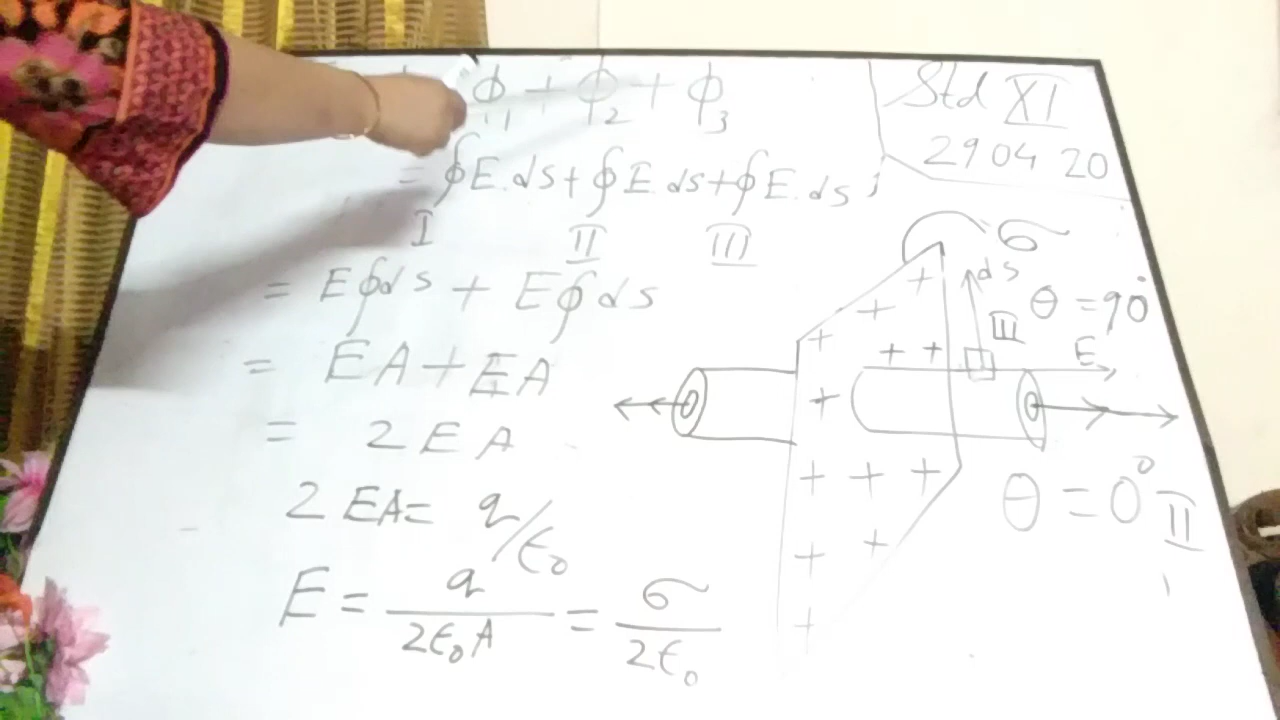 ϕ₁ + ϕ₂ + ϕ₃
= ∮E.ds + ∮E.ds + ∮E.ds
I II III
= E∮ds + E∮ds
= EA + EA
= 2EA
2EA = q/ϵ₀
E = q/2ϵ₀A = σ/2ϵ₀
Std XI
29 04 20
σ
ds
θ = 90°
III
E
+ +
+
+ +
+
+ + +
+ +
+
θ = 0°
II
I